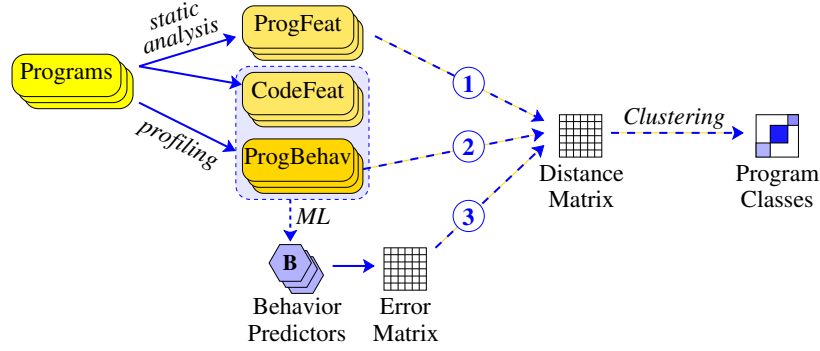 static
analysis
ProgFeat
Programs
CodeFeat
1
Clustering
profiling
ProgBehav
2
Distance
Matrix
Program
Classes
ML
3
B
Behavior
Predictors
Error
Matrix